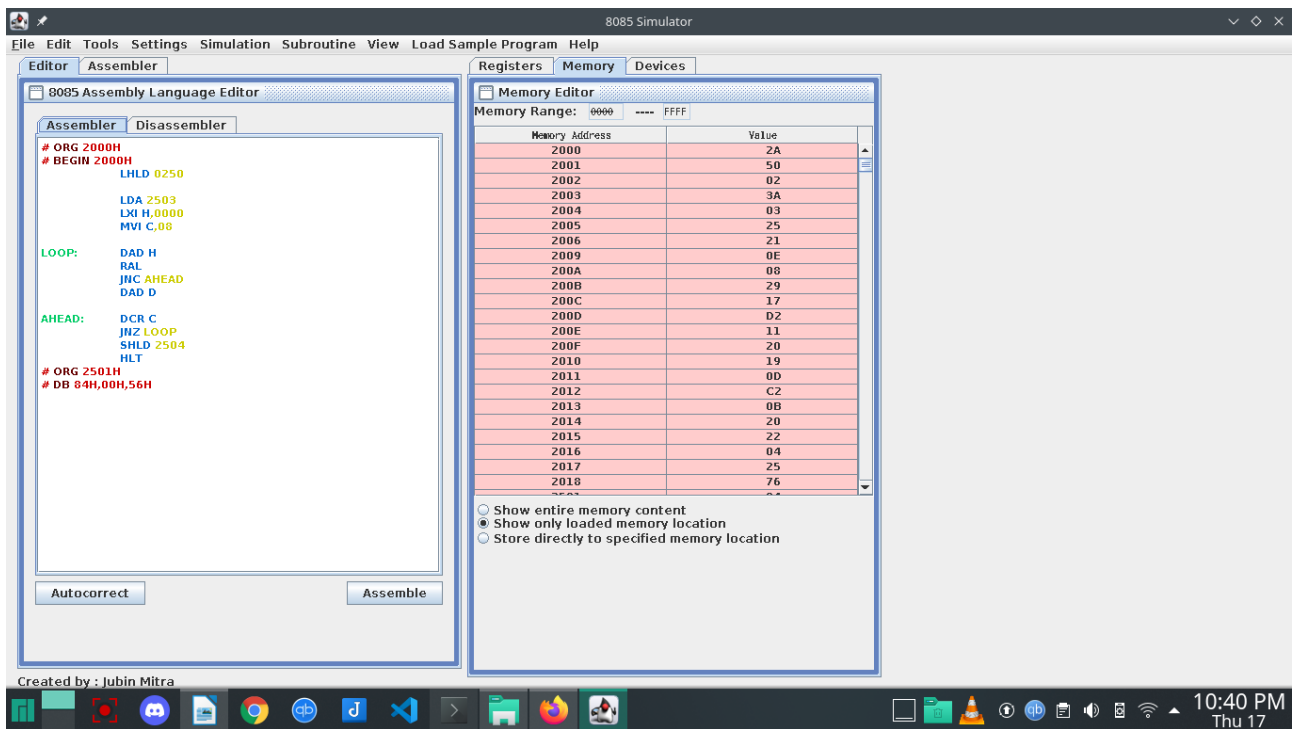 8085 Simulator
File Edit Tools Settings Simulation Subroutine View Load Sample Program Help
Editor Assembler
8085 Assembly Language Editor
Assembler Disassembler
# ORG 2000H
# BEGIN 2000H
LHLD 0250
LDA 2503
LXI H,0000
MVI C,08
LOOP: DAD H
RAL
JNC AHEAD
DAD D
AHEAD: DCR C
JNZ LOOP
SHLD 2504
HLT
# ORG 2501H
# DB 84H,00H,56H
Autocorrect Assemble
Registers Memory Devices
Memory Editor
Memory Range: 0000 ---- FFFF
Memory Address Value
2000 2A
2001 50
2002 02
2003 3A
2004 03
2005 25
2006 21
2009 0E
200A 08
200B 29
200C 17
200D D2
200E 11
200F 20
2010 19
2011 0D
2012 C2
2013 0B
2014 20
2015 22
2016 04
2017 25
2018 76
Show entire memory content
Show only loaded memory location
Store directly to specified memory location
Created by : Jubin Mitra
qb
J
qb
10:40 PM
Thu 17